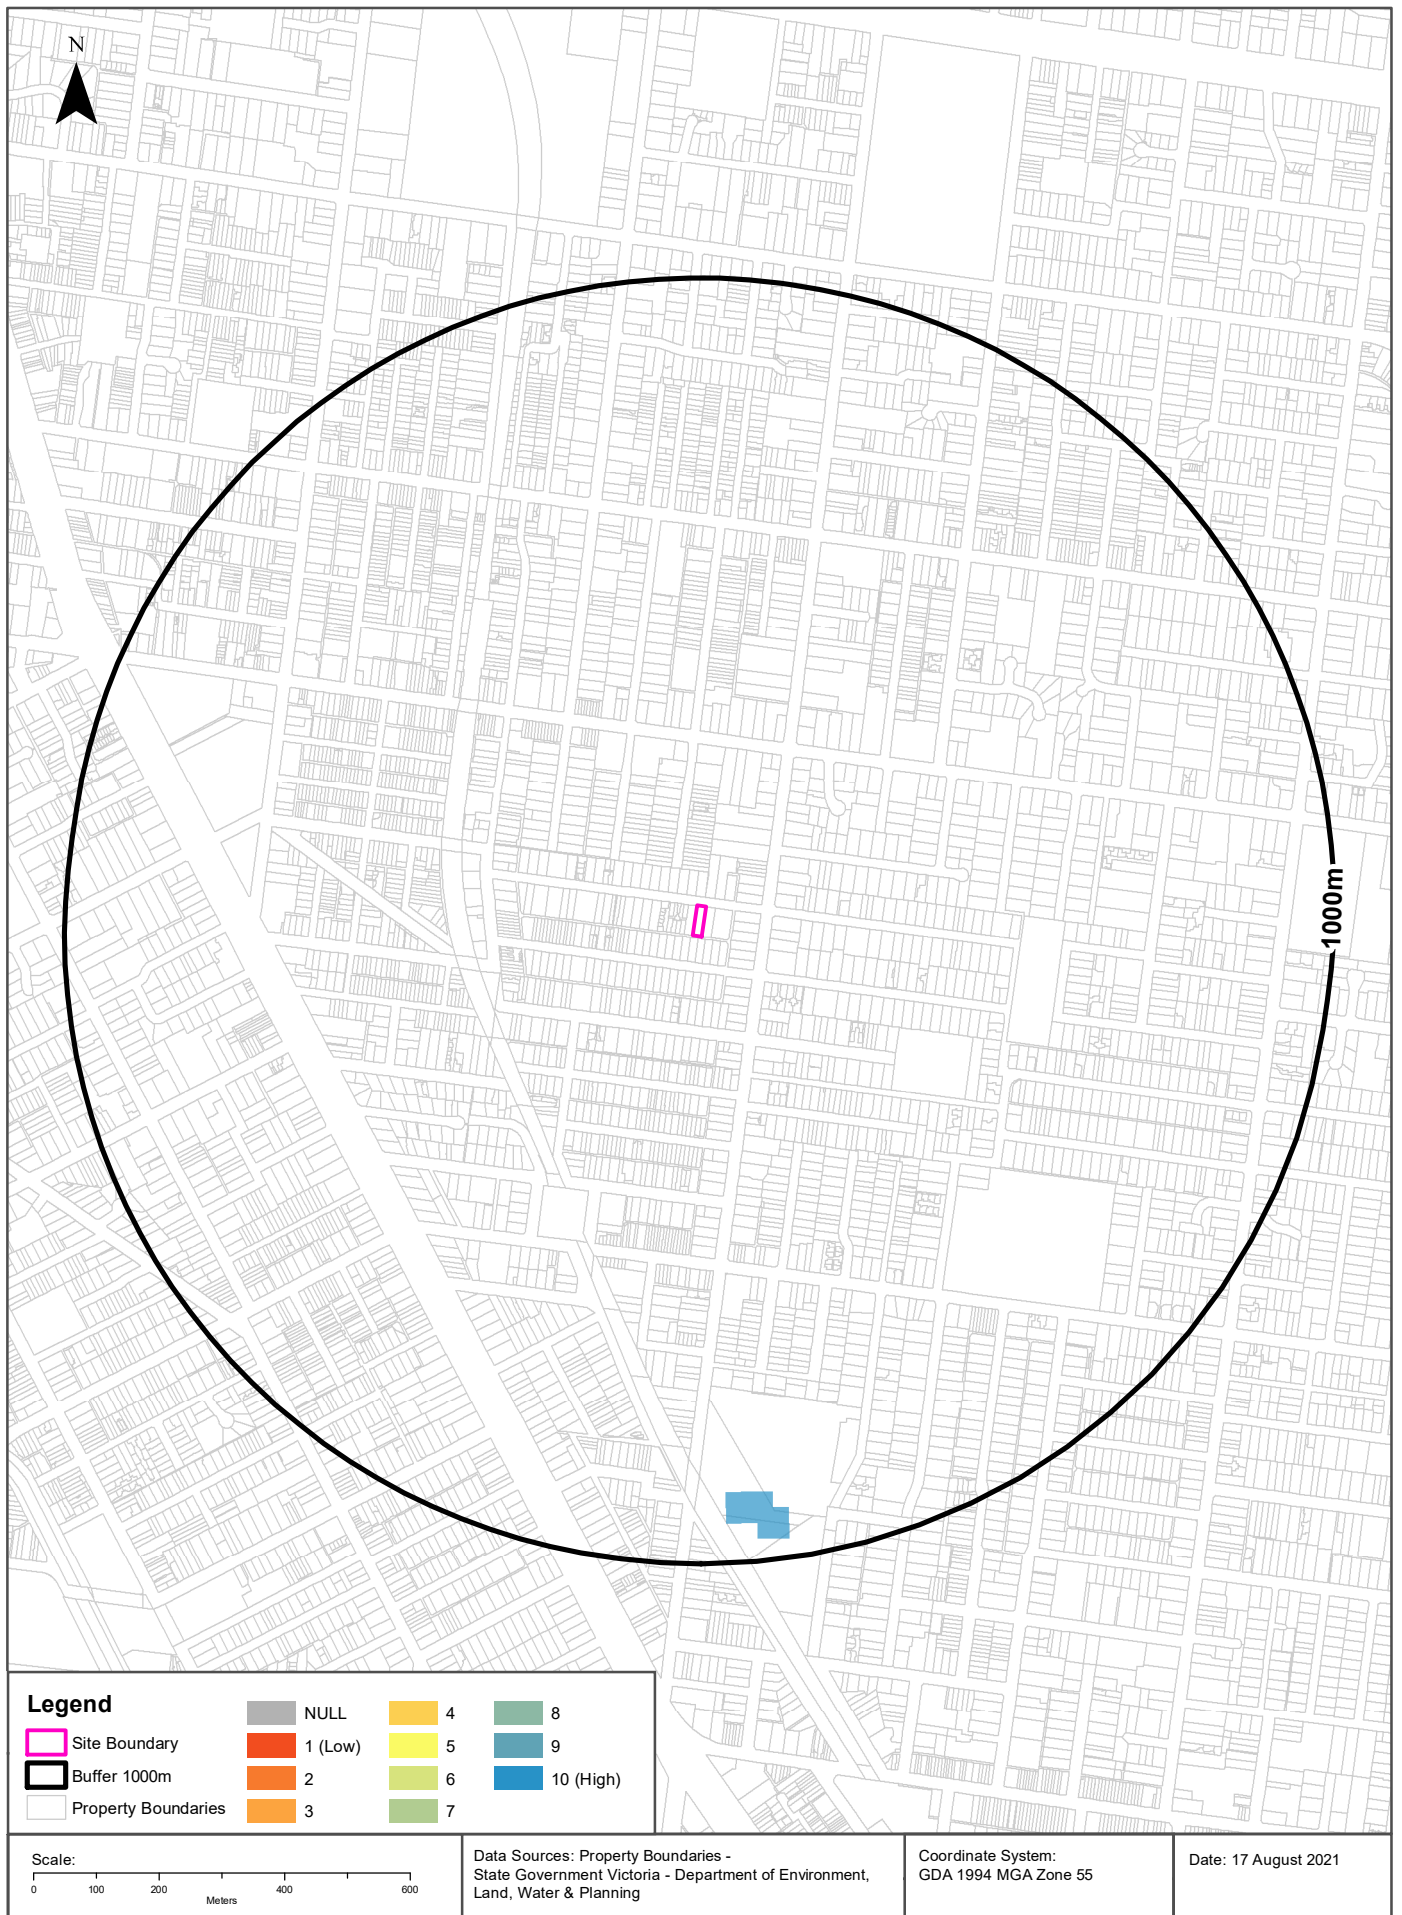 N
1000m
Legend
Site Boundary
Buffer 1000m
Property Boundaries
NULL
1 (Low)
2
3
4
5
6
7
8
9
10 (High)
Scale:
0 100 200 400 600
Meters
Data Sources: Property Boundaries -
State Government Victoria - Department of Environment,
Land, Water & Planning
Coordinate System:
GDA 1994 MGA Zone 55
Date: 17 August 2021